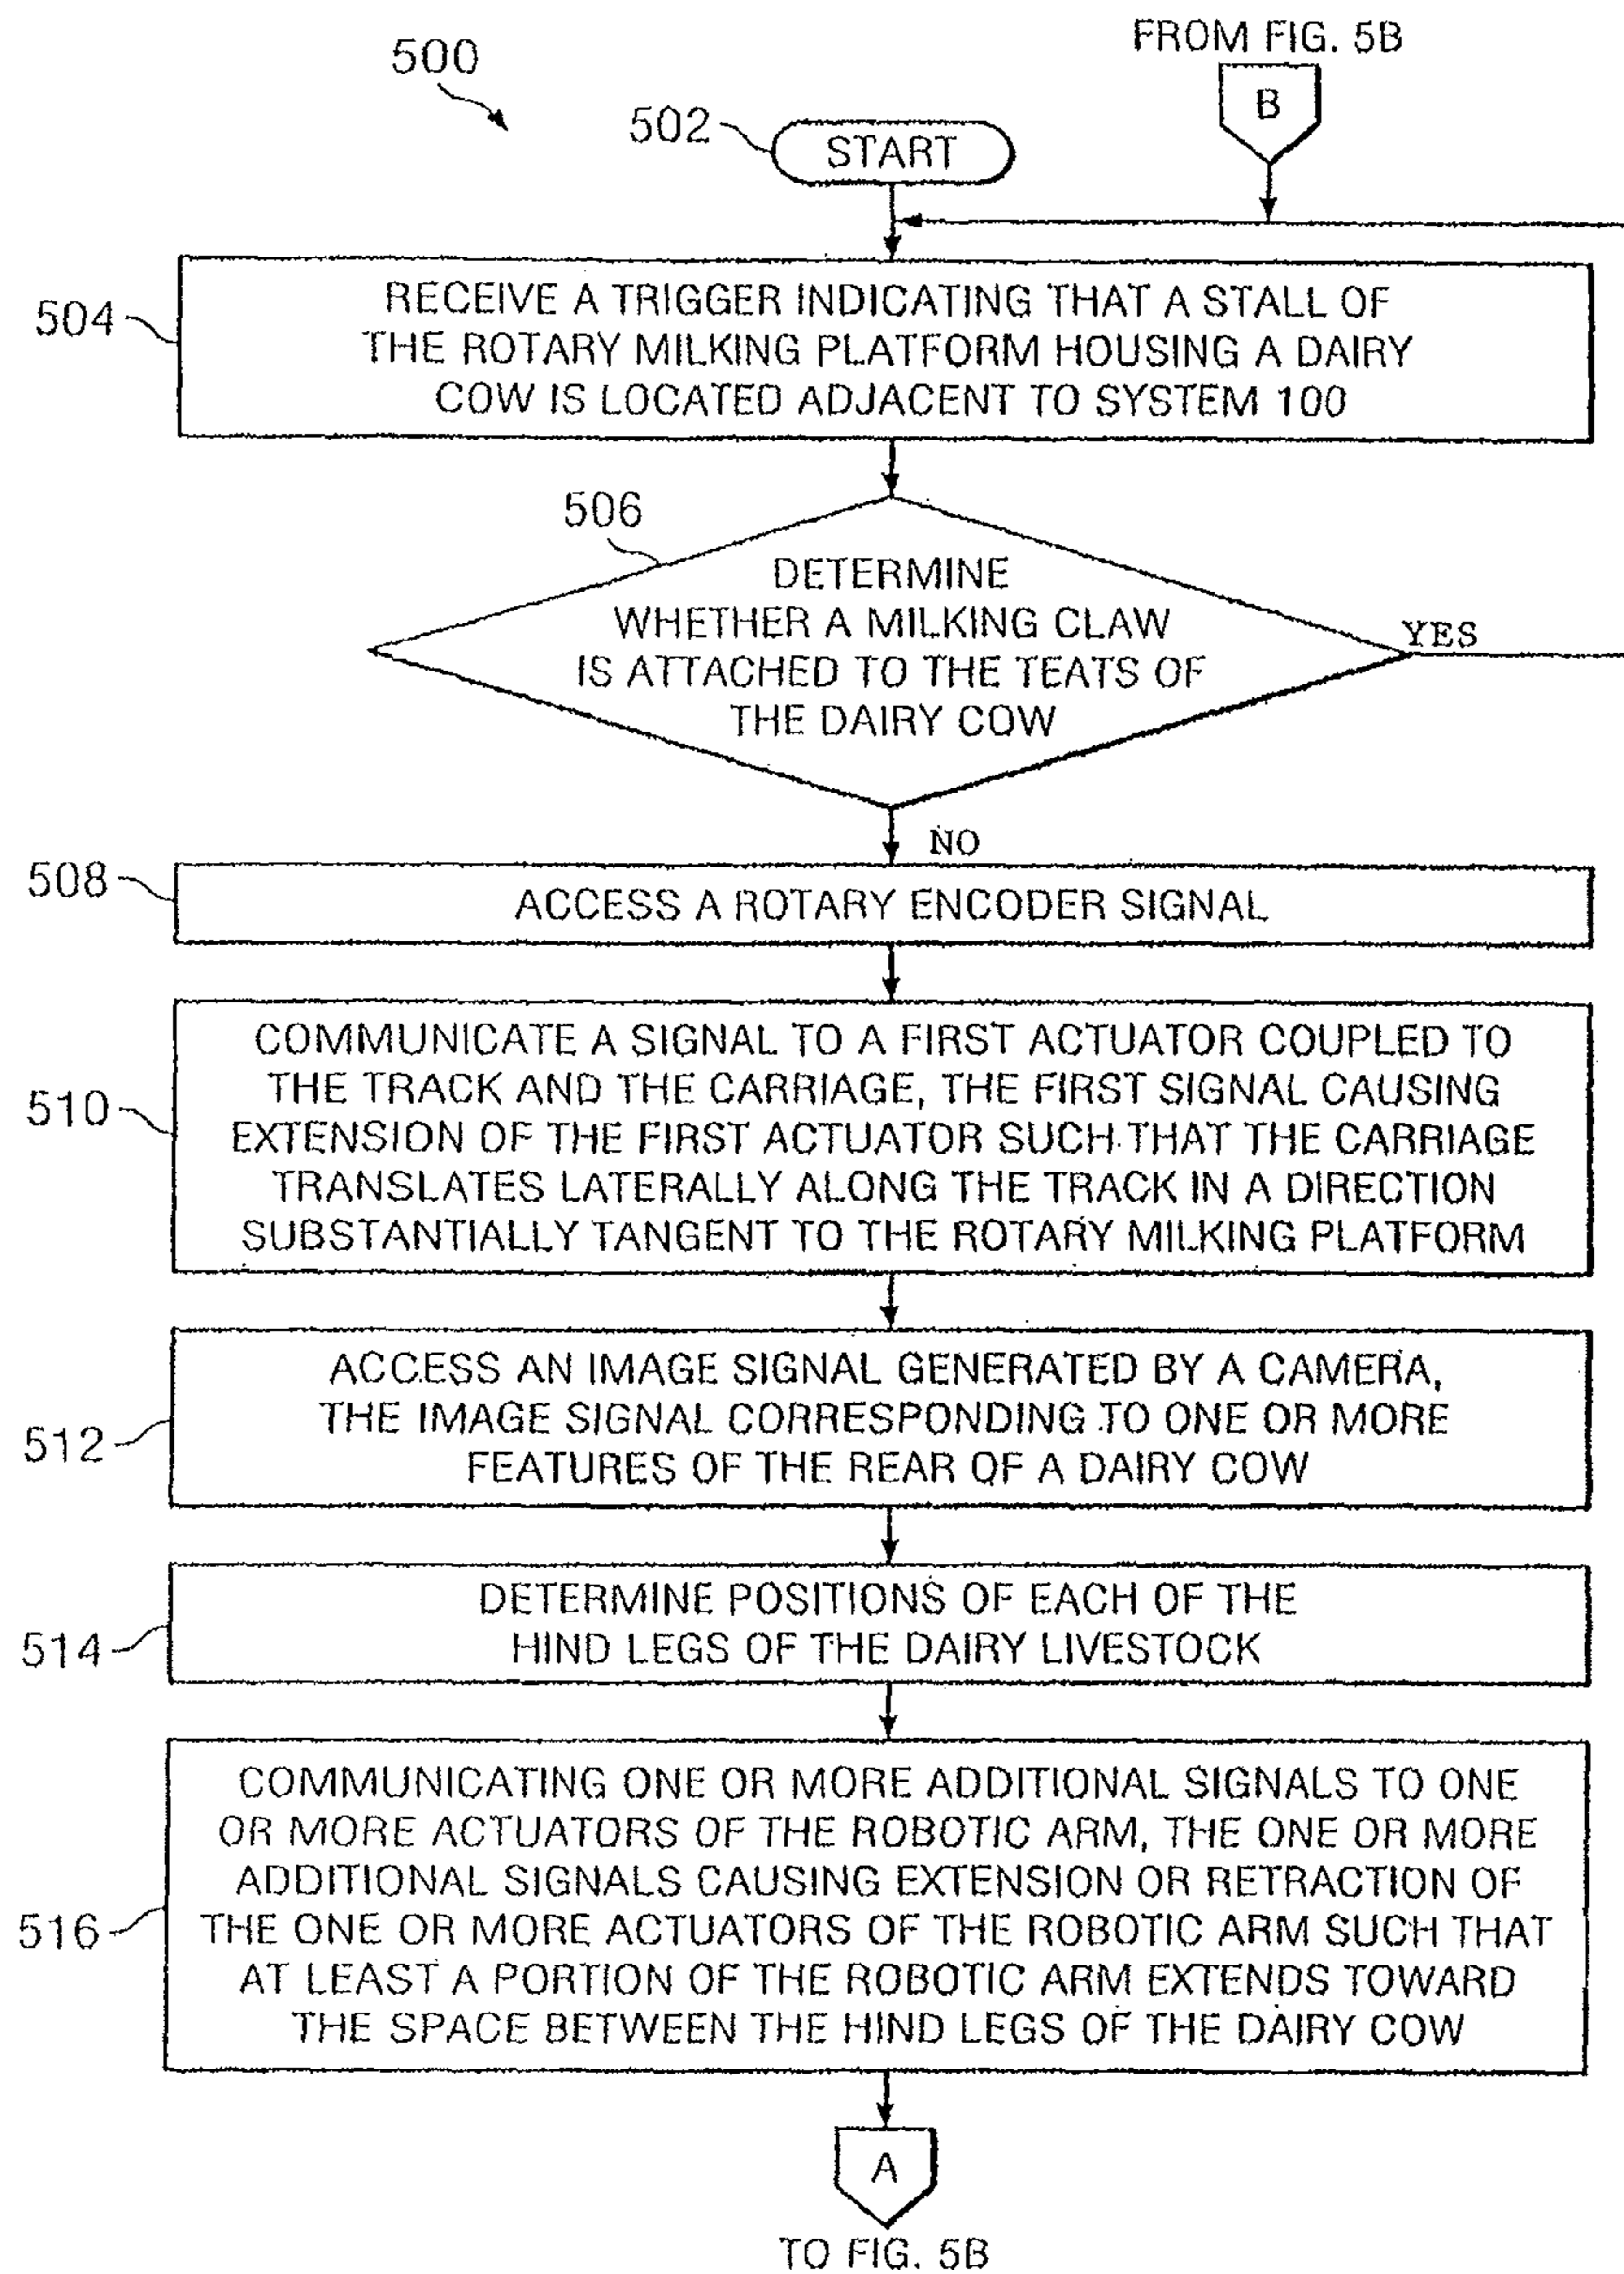 FROM FIG. 5B
500
B
502
START
504
RECEIVE A TRIGGER INDICATING THAT A STALL OF
THE ROTARY MILKING PLATFORM HOUSING A DAIRY
COW IS LOCATED ADJACENT TO SYSTEM 100
506
DETERMINE
WHETHER A MILKING CLAW
IS ATTACHED TO THE TEATS OF
THE DAIRY COW
YES
NO
508
ACCESS A ROTARY ENCODER SIGNAL
510
COMMUNICATE A SIGNAL TO A FIRST ACTUATOR COUPLED TO
THE TRACK AND THE CARRIAGE, THE FIRST SIGNAL CAUSING
EXTENSION OF THE FIRST ACTUATOR SUCH THAT THE CARRIAGE
TRANSLATES LATERALLY ALONG THE TRACK IN A DIRECTION
SUBSTANTIALLY TANGENT TO THE ROTARY MILKING PLATFORM
512
ACCESS AN IMAGE SIGNAL GENERATED BY A CAMERA,
THE IMAGE SIGNAL CORRESPONDING TO ONE OR MORE
FEATURES OF THE REAR OF A DAIRY COW
514
DETERMINE POSITIONS OF EACH OF THE
HIND LEGS OF THE DAIRY LIVESTOCK
516
COMMUNICATING ONE OR MORE ADDITIONAL SIGNALS TO ONE
OR MORE ACTUATORS OF THE ROBOTIC ARM, THE ONE OR MORE
ADDITIONAL SIGNALS CAUSING EXTENSION OR RETRACTION OF
THE ONE OR MORE ACTUATORS OF THE ROBOTIC ARM SUCH THAT
AT LEAST A PORTION OF THE ROBOTIC ARM EXTENDS TOWARD
THE SPACE BETWEEN THE HIND LEGS OF THE DAIRY COW
A
TO FIG. 5B